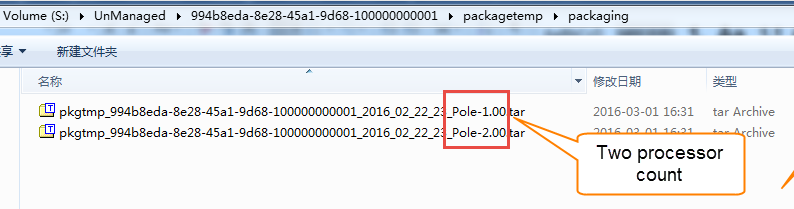 Volume (S:) ▸ UnManaged ▸ 994b8eda-8e28-45a1-9d68-100000000001 ▸ packagetemp ▸ packaging
享 ▾ 新建文件夹
名称 修改日期 类型
pkgtmp_994b8eda-8e28-45a1-9d68-100000000001_2016_02_22_23_Pole-1.00.tar 2016-03-01 16:31 tar Archive
pkgtmp_994b8eda-8e28-45a1-9d68-100000000001_2016_02_22_23_Pole-2.00.tar 2016-03-01 16:31 tar Archive
Two processor
count